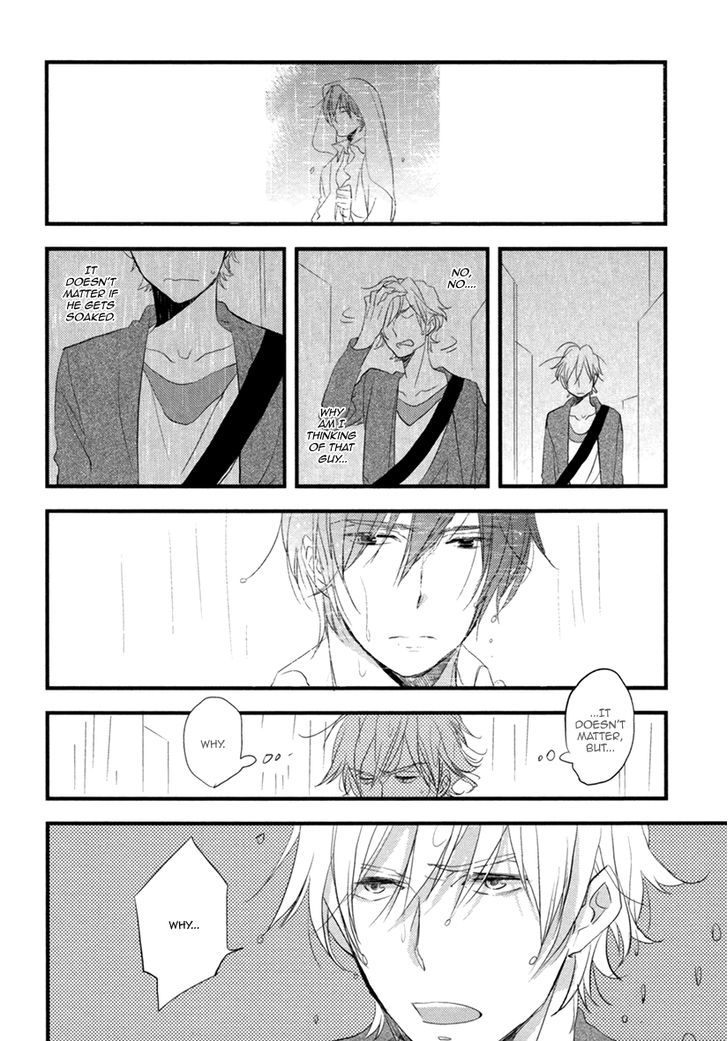 NO,
NO....
WHY
AM I
THINKING
OF THAT
GUY...
IT
DOESN'T
MATTER IF
HE GETS
SOAKED.
...IT
DOESN'T
MATTER,
BUT...
WHY.
WHY...